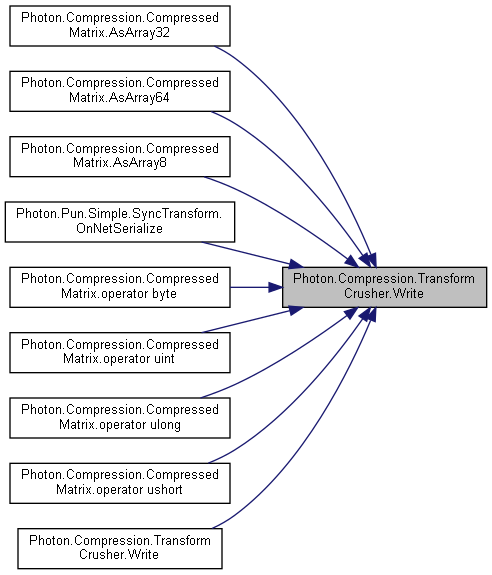 Photon.Compression.Compressed
Matrix.AsArray32
Photon.Compression.Compressed
Matrix.AsArray64
Photon.Compression.Compressed
Matrix.AsArray8
Photon.Pun.Simple.SyncTransform.
OnNetSerialize
Photon.Compression.Compressed
Matrix.operator byte
Photon.Compression.Transform
Crusher.Write
Photon.Compression.Compressed
Matrix.operator uint
Photon.Compression.Compressed
Matrix.operator ulong
Photon.Compression.Compressed
Matrix.operator ushort
Photon.Compression.Transform
Crusher.Write